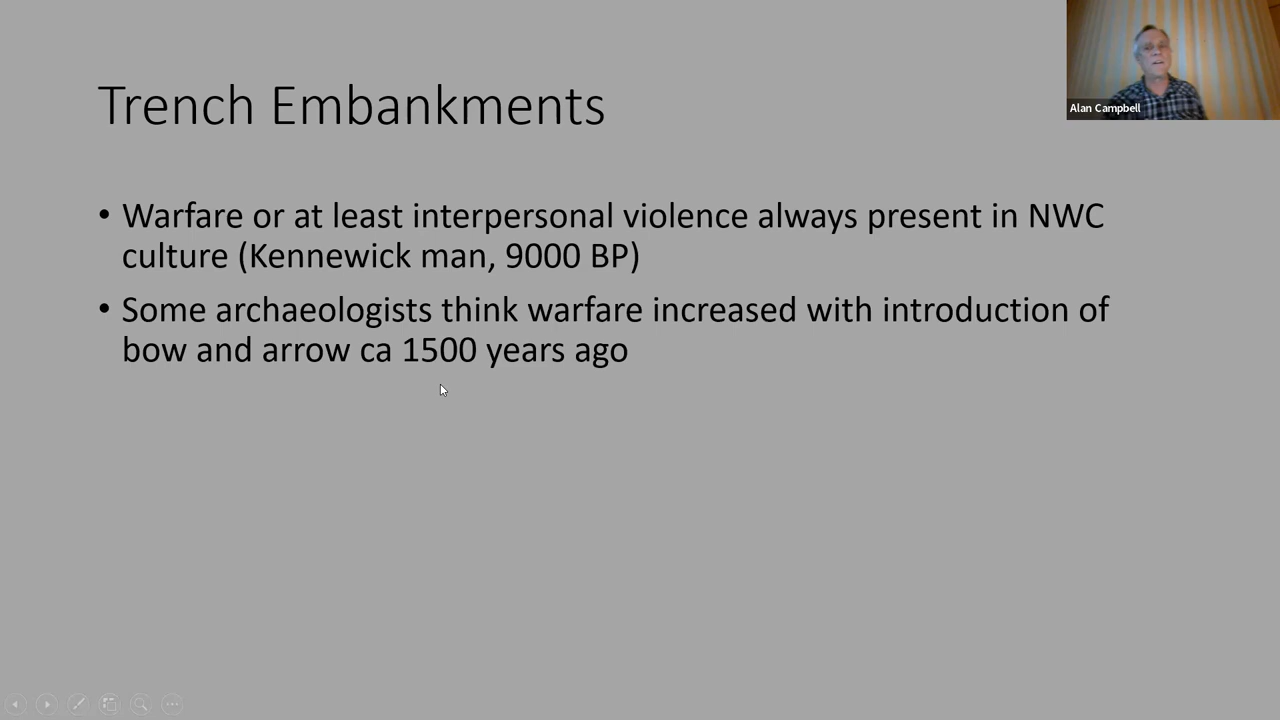 Trench Embankments
Alan Campbell
• Warfare or at least interpersonal violence always present in NWC
culture (Kennewick man, 9000 BP)
• Some archaeologists think warfare increased with introduction of
bow and arrow ca 1500 years ago